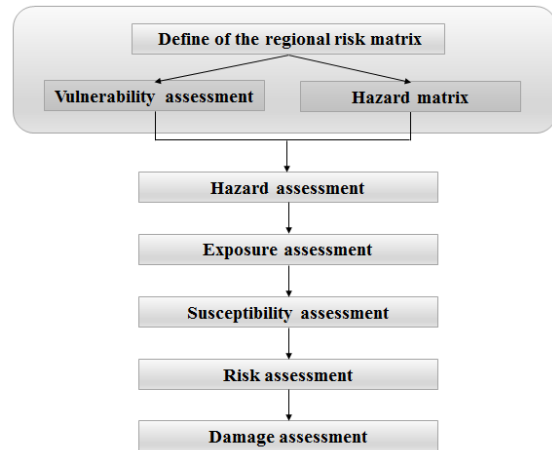 Define of the regional risk matrix
Vulnerability assessment
Hazard matrix
Hazard assessment
Exposure assessment
Susceptibility assessment
Risk assessment
Damage assessment